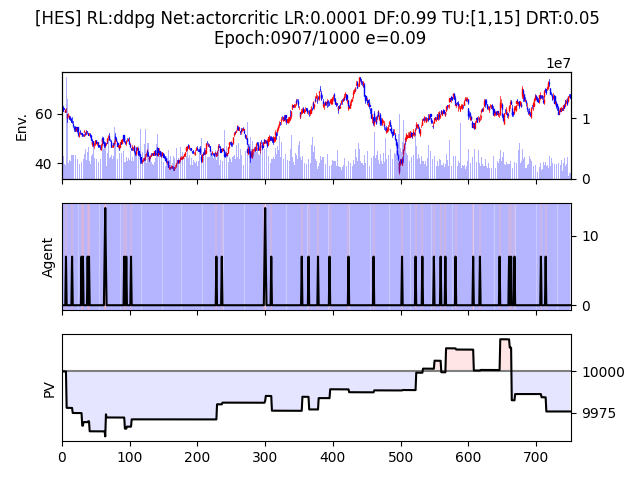 [HES] RL:ddpg Net:actorcritic LR:0.0001 DF:0.99 TU:[1,15] DRT:0.05
Epoch:0907/1000 e=0.09
1e7
Env.
60
40
1
0
Agent
10
0
PV
10000
9975
0 100 200 300 400 500 600 700